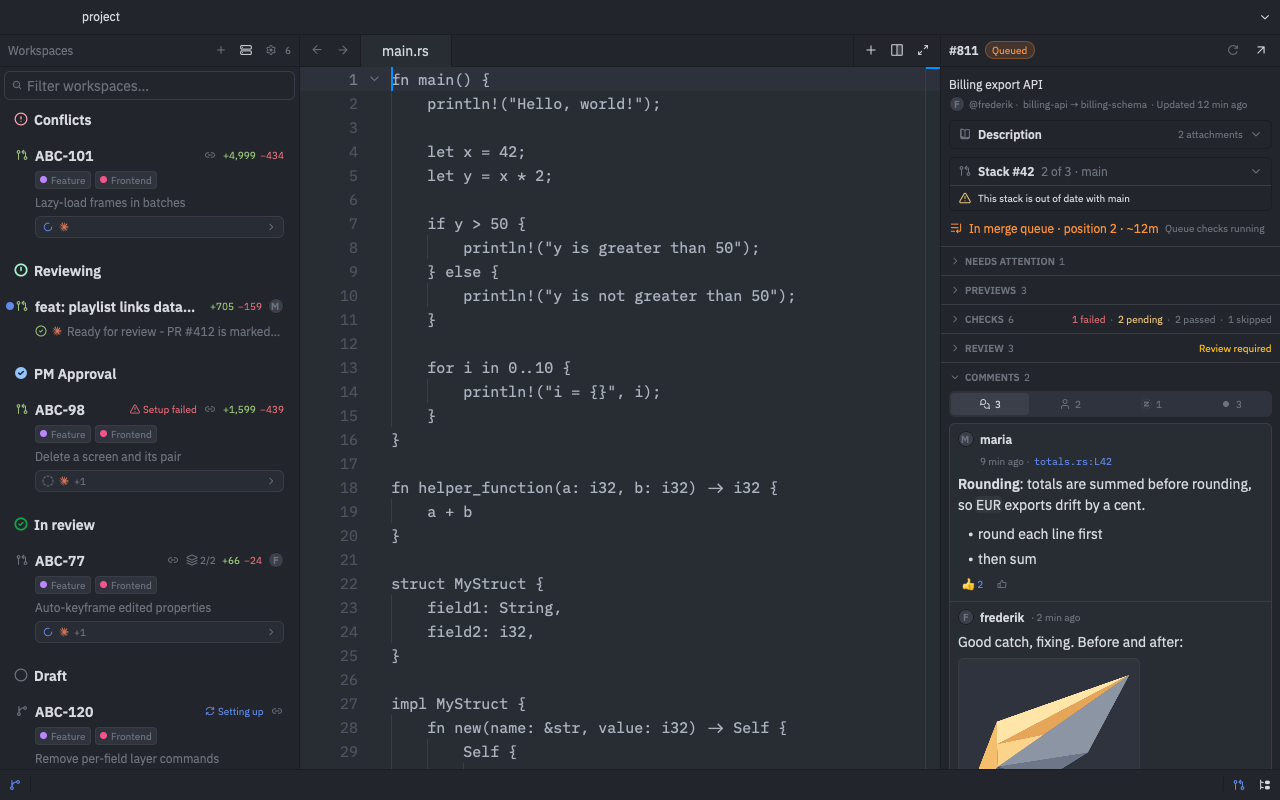 project
Workspaces
6
Filter workspaces...
Conflicts
ABC-101
+4,999 −434
Feature
Frontend
Lazy-load frames in batches
Reviewing
feat: playlist links data...
+705 −159
M
Ready for review - PR #412 is marked...
PM Approval
ABC-98
Setup failed
+1,599 −439
Feature
Frontend
Delete a screen and its pair
+1
In review
ABC-77
2/2
+66 −24
F
Feature
Frontend
Auto-keyframe edited properties
+1
Draft
ABC-120
Setting up
Feature
Frontend
Remove per-field layer commands
main.rs
1 fn main() {
2     println!("Hello, world!");
3
4     let x = 42;
5     let y = x * 2;
6
7     if y > 50 {
8         println!("y is greater than 50");
9     } else {
10         println!("y is not greater than 50");
11     }
12
13     for i in 0..10 {
14         println!("i = {}", i);
15     }
16 }
17
18 fn helper_function(a: i32, b: i32) -> i32 {
19     a + b
20 }
21
22 struct MyStruct {
23     field1: String,
24     field2: i32,
25 }
26
27 impl MyStruct {
28     fn new(name: &str, value: i32) -> Self {
29         Self {
#811
Queued
Billing export API
F @frederik · billing-api → billing-schema · Updated 12 min ago
Description
2 attachments
Stack #42 2 of 3 · main
This stack is out of date with main
In merge queue · position 2 · ~12m Queue checks running
NEEDS ATTENTION 1
PREVIEWS 3
CHECKS 6
1 failed · 2 pending · 2 passed · 1 skipped
REVIEW 3
Review required
COMMENTS 2
3
2
1
3
M maria
9 min ago · totals.rs:L42
Rounding: totals are summed before rounding,
so EUR exports drift by a cent.
• round each line first
• then sum
👍 2
F frederik · 2 min ago
Good catch, fixing. Before and after: